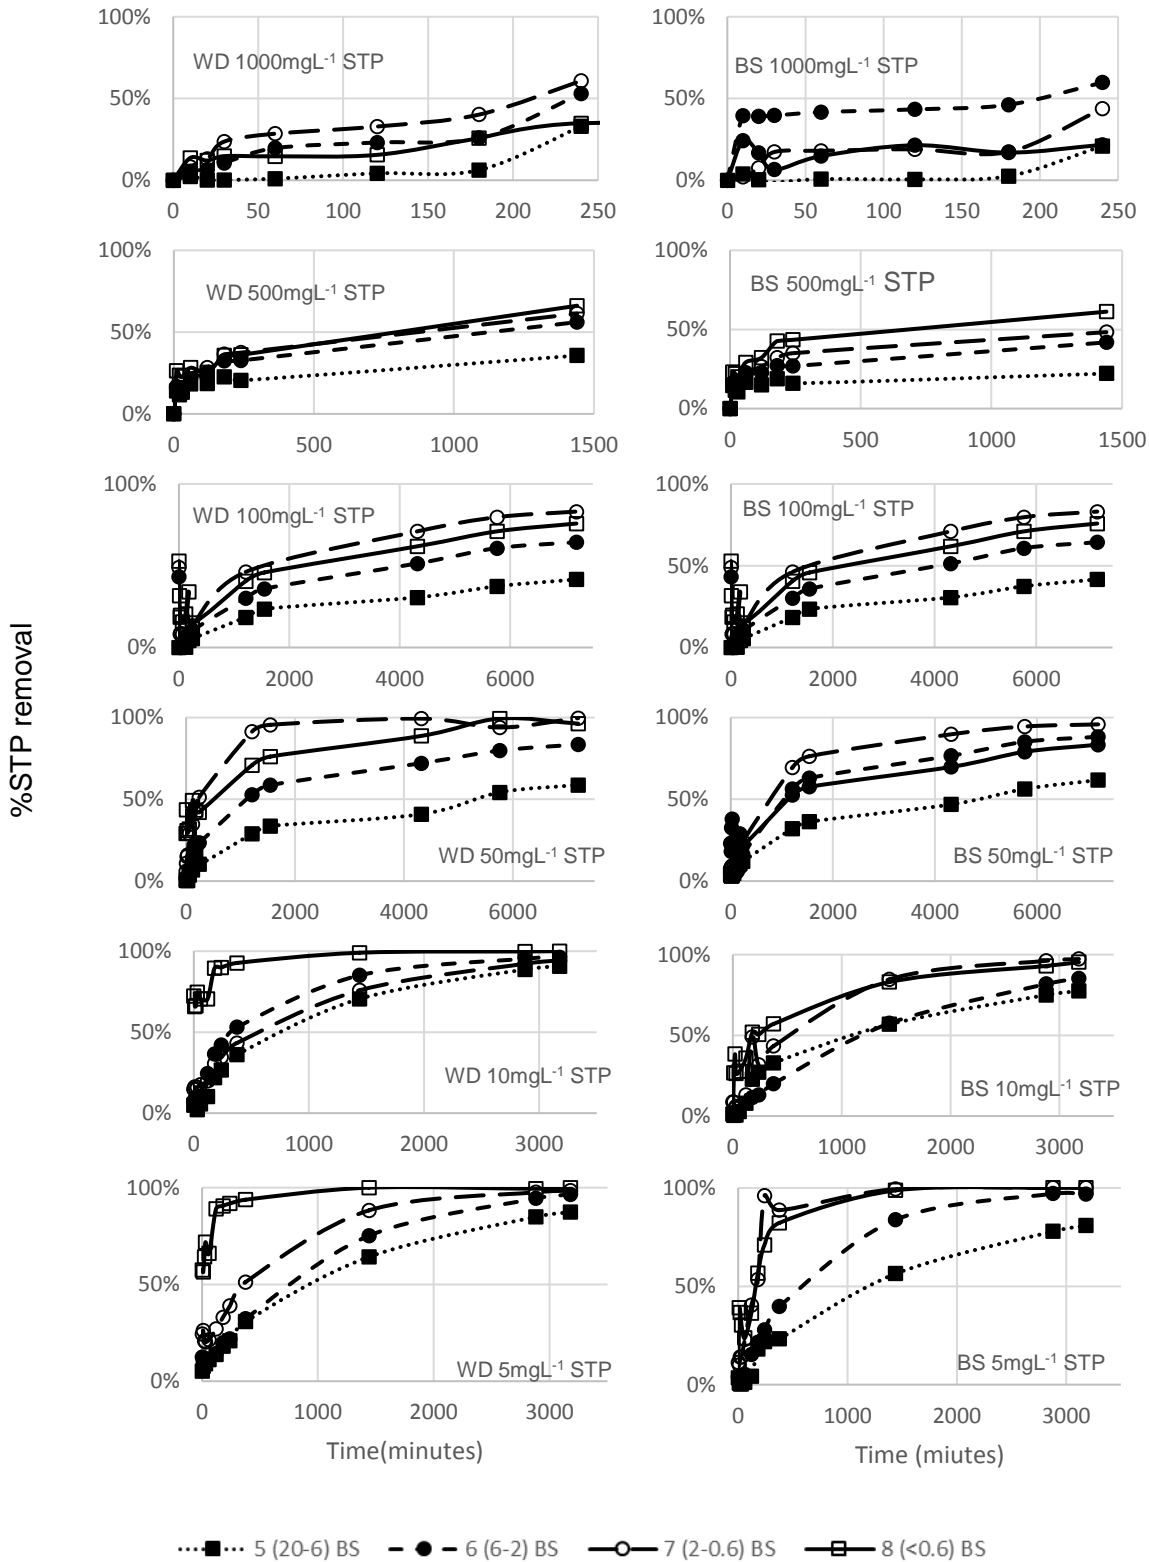 100%
50%
0%
WD 1000mgL⁻¹ STP
0 50 100 150 200 250
100%
50%
0%
BS 1000mgL⁻¹ STP
0 50 100 150 200 250
100%
50%
0%
WD 500mgL⁻¹ STP
0 500 1000 1500
100%
50%
0%
BS 500mgL⁻¹ STP
0 500 1000 1500
100%
50%
0%
WD 100mgL⁻¹ STP
0 2000 4000 6000
100%
50%
0%
BS 100mgL⁻¹ STP
0 2000 4000 6000
%STP removal
100%
50%
0%
WD 50mgL⁻¹ STP
0 2000 4000 6000
100%
50%
0%
BS 50mgL⁻¹ STP
0 2000 4000 6000
100%
50%
0%
WD 10mgL⁻¹ STP
0 1000 2000 3000
100%
50%
0%
BS 10mgL⁻¹ STP
0 1000 2000 3000
100%
50%
0%
WD 5mgL⁻¹ STP
0 1000 2000 3000
Time(minutes)
100%
50%
0%
BS 5mgL⁻¹ STP
0 1000 2000 3000
Time (miutes)
5 (20-6) BS 6 (6-2) BS 7 (2-0.6) BS 8 (<0.6) BS